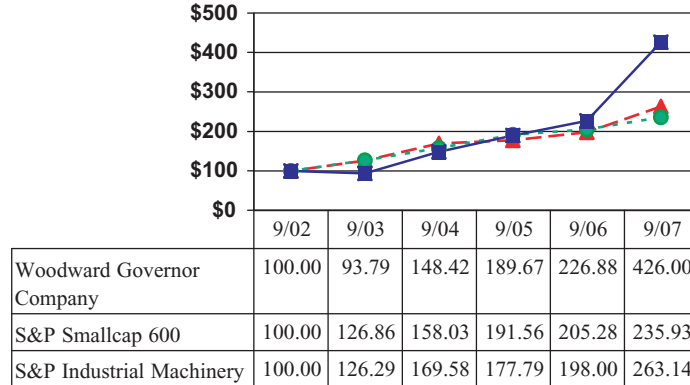 $500
$400
$300
$200
$100
$0
9/02 9/03 9/04 9/05 9/06 9/07
Woodward Governor Company 100.00 93.79 148.42 189.67 226.88 426.00
S&P Smallcap 600 100.00 126.86 158.03 191.56 205.28 235.93
S&P Industrial Machinery 100.00 126.29 169.58 177.79 198.00 263.14